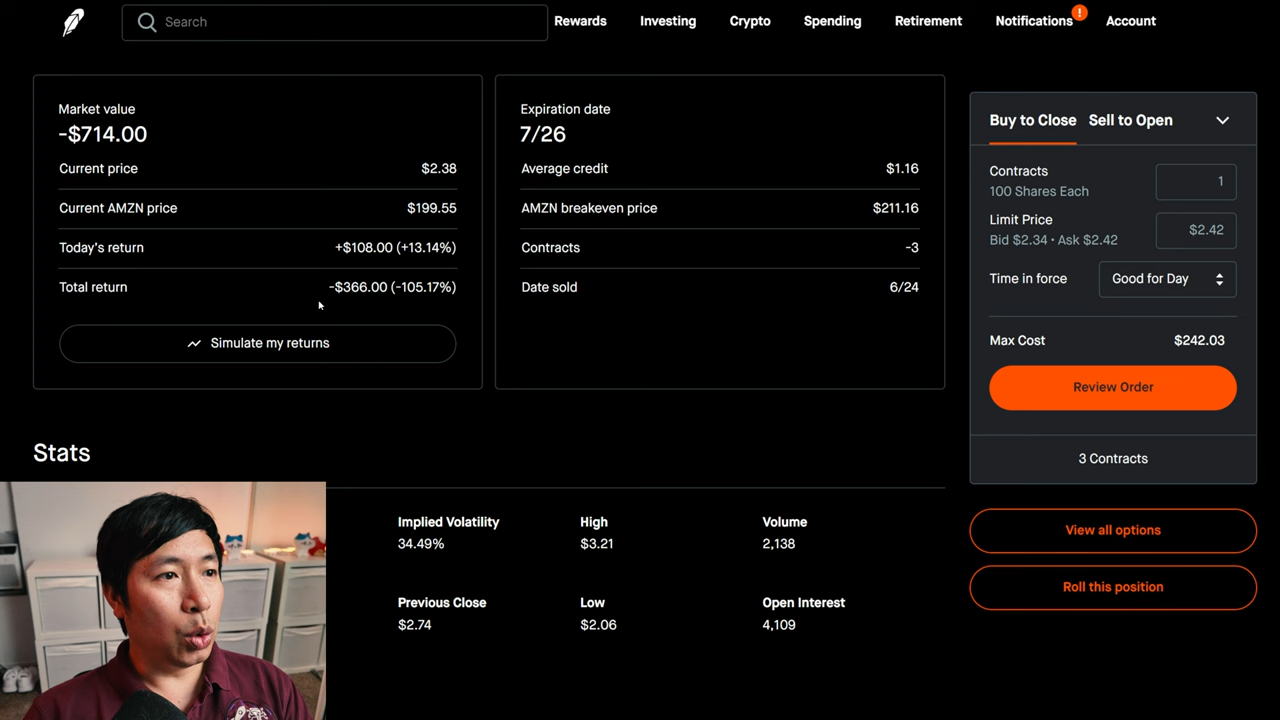 Search
Rewards
Investing
Crypto
Spending
Retirement
Notifications
!
Account
Market value
-$714.00
Current price
$2.38
Current AMZN price
$199.55
Today's return
+$108.00 (+13.14%)
Total return
-$366.00 (-105.17%)
Simulate my returns
Expiration date
7/26
Average credit
$1.16
AMZN breakeven price
$211.16
Contracts
-3
Date sold
6/24
Buy to Close
Sell to Open
Contracts
100 Shares Each
1
Limit Price
Bid $2.34 • Ask $2.42
$2.42
Time in force
Good for Day
Max Cost
$242.03
Review Order
3 Contracts
View all options
Roll this position
Stats
Implied Volatility
34.49%
High
$3.21
Volume
2,138
Previous Close
$2.74
Low
$2.06
Open Interest
4,109